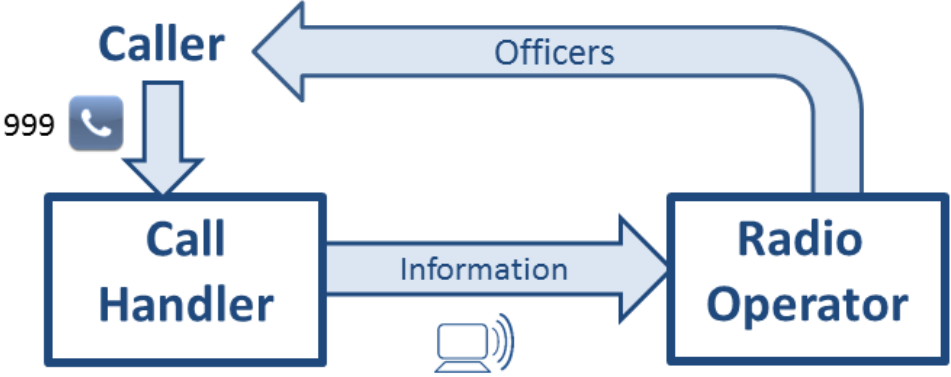 Caller
Officers
999
Call
Handler
Information
Radio
Operator